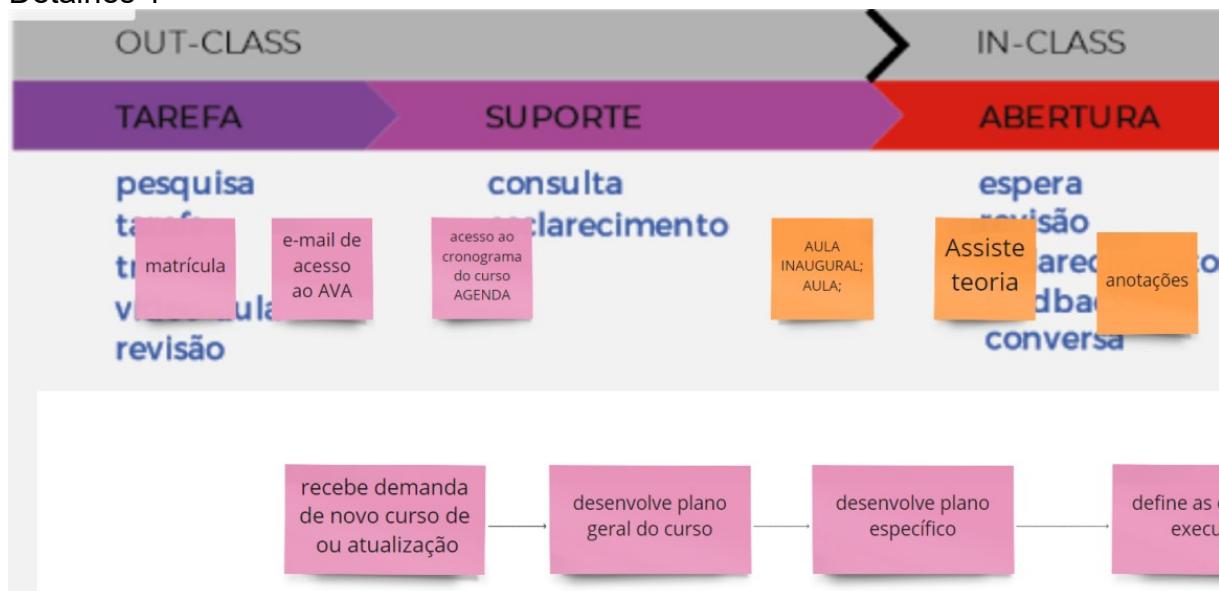 OUT-CLASS
IN-CLASS
TAREFA
SUPORTE
ABERTURA
pesquisa
revisão
consulta
espera
revisão
conversa
matrícula
e-mail de
acesso
ao AVA
acesso ao
cronograma
do curso
AGENDA
AULA
INAUGURAL;
AULA;
Assiste
teoria
anotações
recebe demanda
de novo curso de
ou atualização
desenvolve plano
geral do curso
desenvolve plano
específico
define as